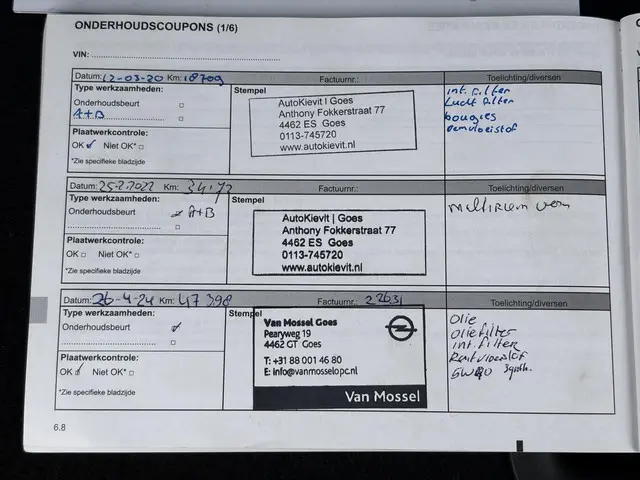 ONDERHOUDSCOUPONS (1/6)
VIN:
Datum: 12-03-20 Km: 18709 Factuurnr.: Toelichting/diversen
Type werkzaamheden: Stempel
Onderhoudsbeurt
A+B
Plaatwerkcontrole:
OK Niet OK*
*Zie specifieke bladzijde
AutoKievit | Goes
Anthony Fokkerstraat 77
4462 ES Goes
0113-745720
www.autokievit.nl
int. filter
Lucht filter
bougies
remvloeistof
Datum: 25-2-2022 Km: Factuurnr.: Toelichting/diversen
Type werkzaamheden: Stempel
Onderhoudsbeurt A+B
Plaatwerkcontrole:
OK Niet OK*
*Zie specifieke bladzijde
AutoKievit | Goes
Anthony Fokkerstraat 77
4462 ES Goes
0113-745720
www.autokievit.nl
multiriem
Datum: 26-4-24 Km: 47398 Factuurnr.: 22631 Toelichting/diversen
Type werkzaamheden: Stempel
Onderhoudsbeurt
Plaatwerkcontrole:
OK Niet OK*
*Zie specifieke bladzijde
Van Mossel Goes
Pearyweg 19
4462 GT Goes
T: +31 88 001 46 80
E: info@vanmosselopc.nl
Van Mossel
Olie
oliefilter
int. filter
Remvloeistof
6.8